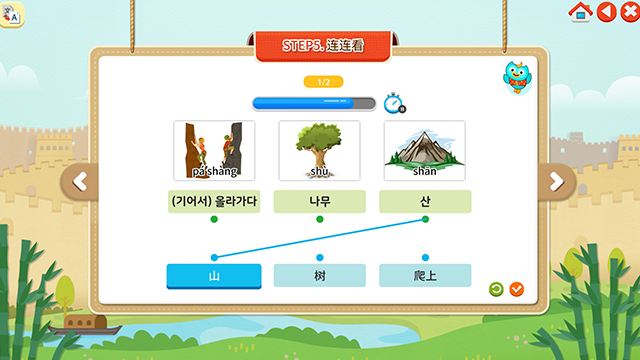 A
STEP5. 连连看
1/2
pá shàng
shù
shān
(기어서) 올라가다
나무
산
山
树
爬上